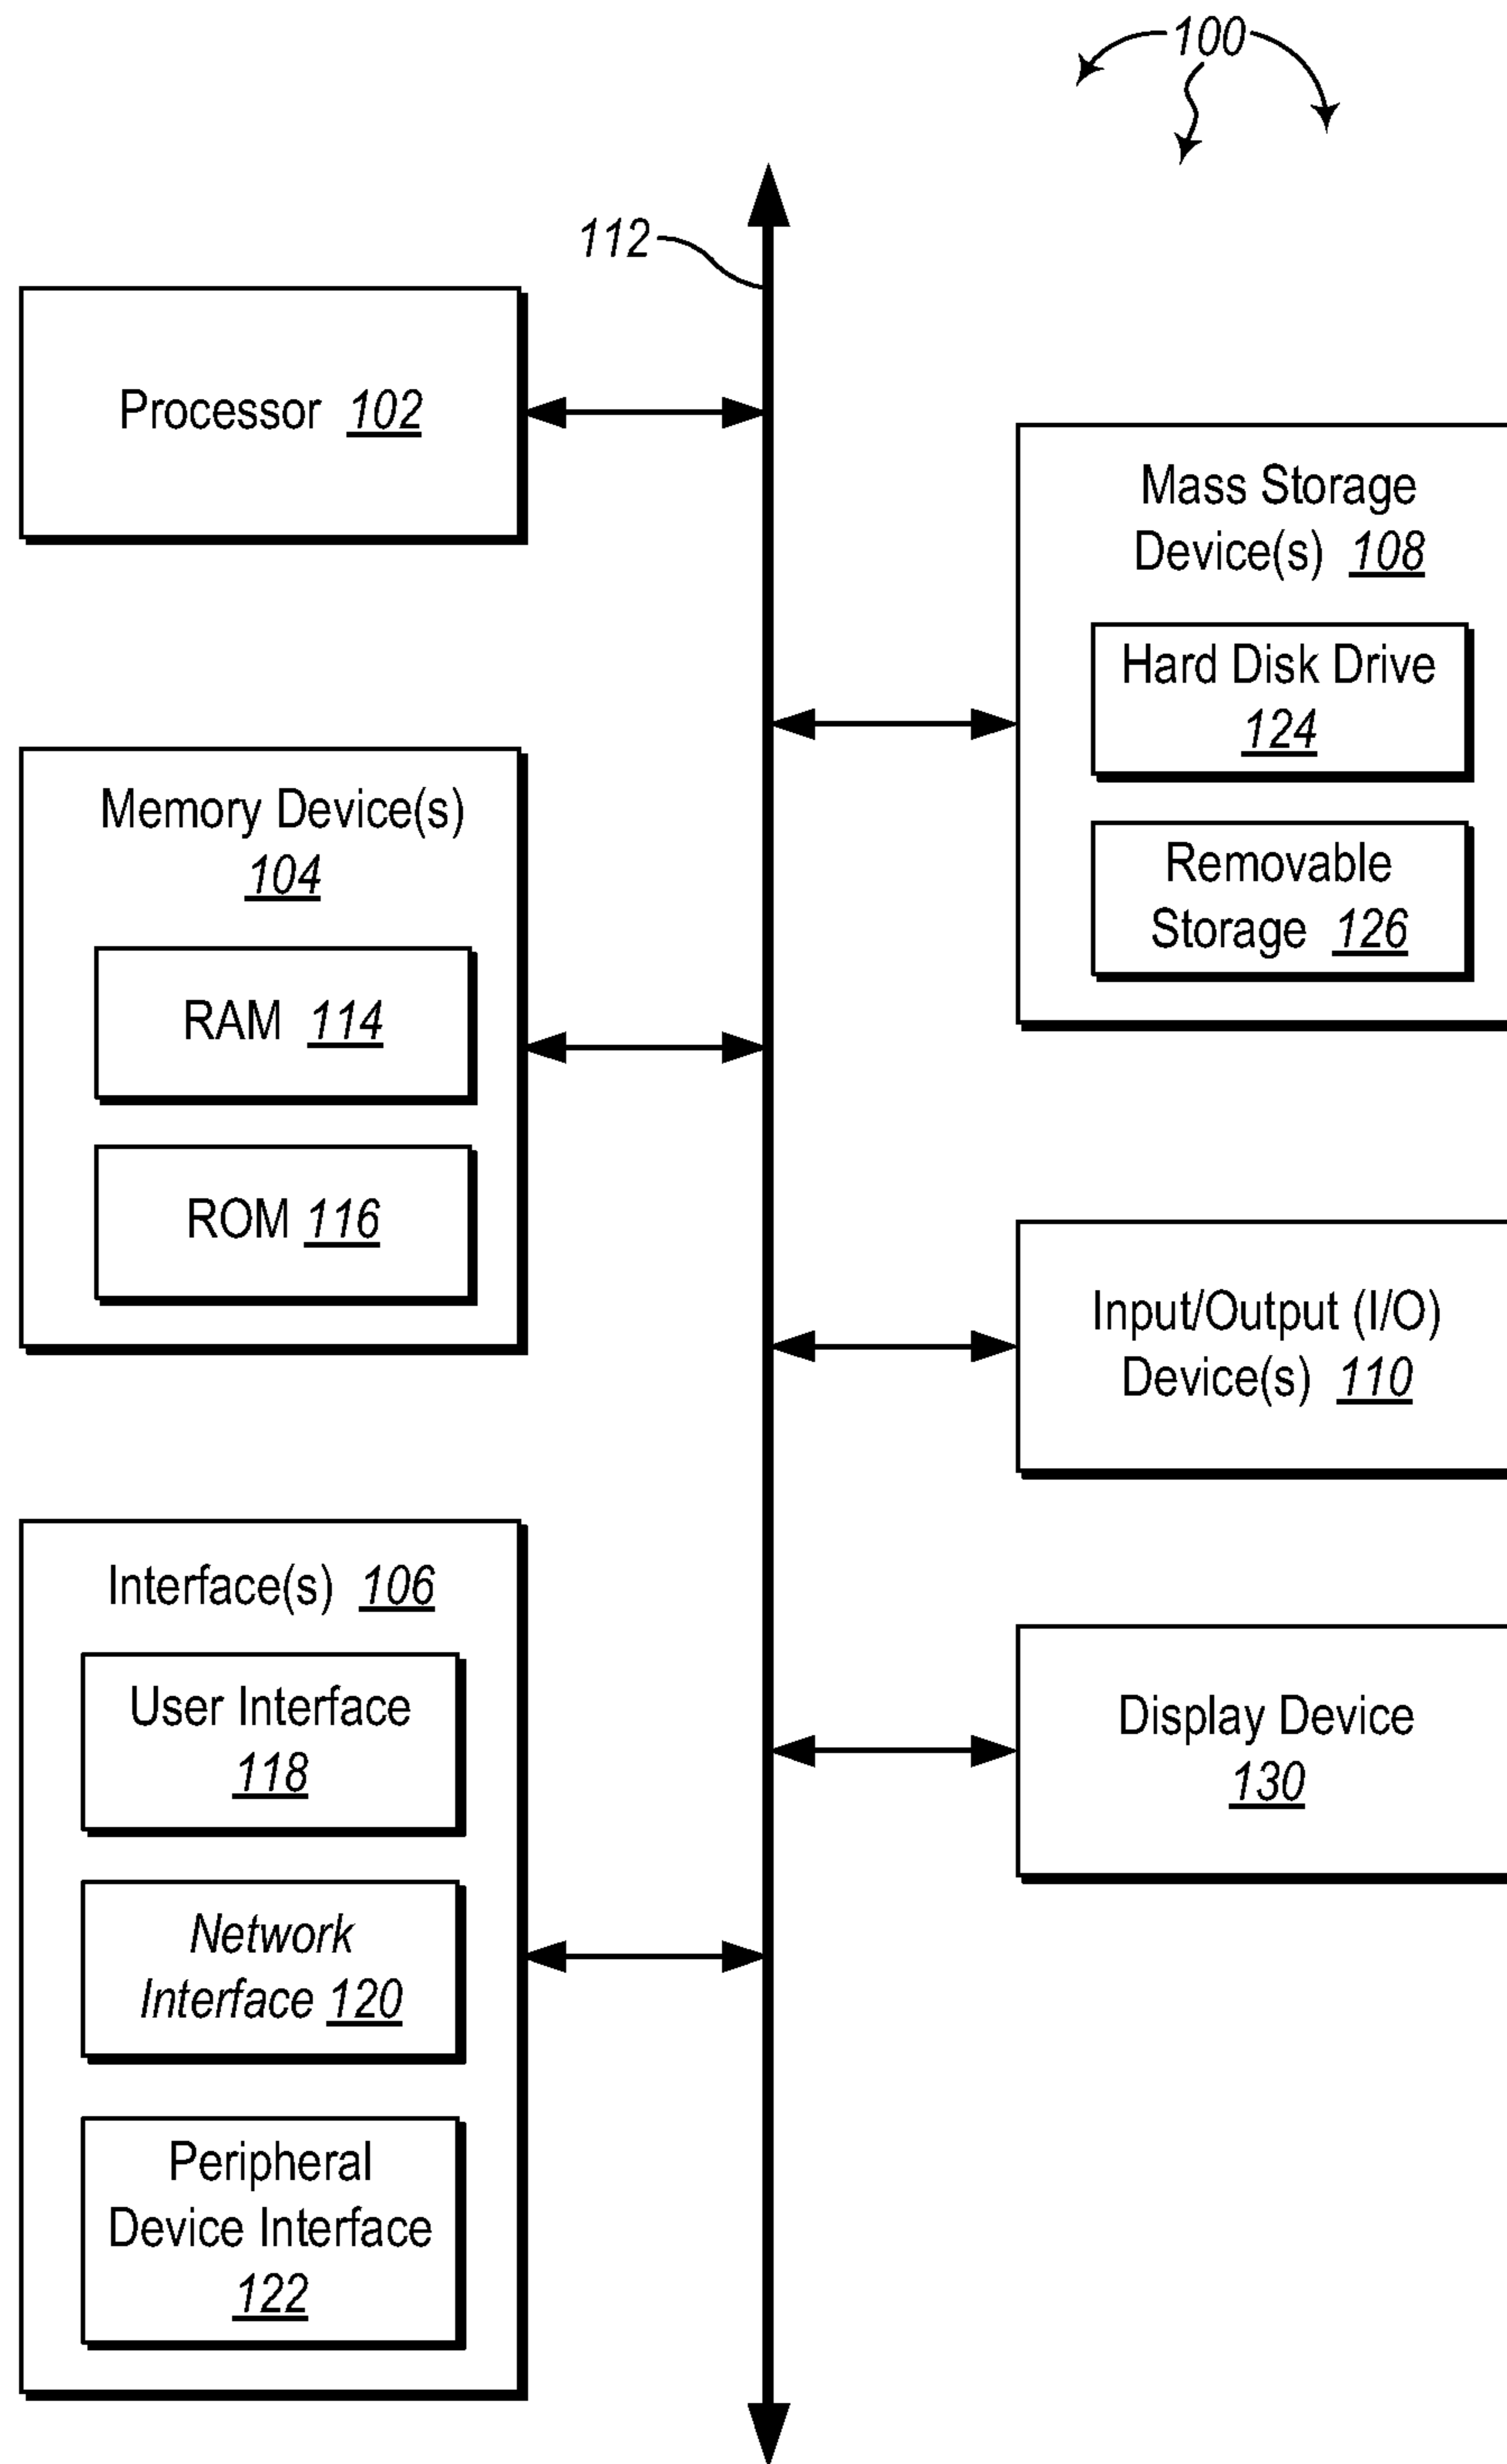 100
112
Processor 102
Memory Device(s)
104
RAM 114
ROM 116
Interface(s) 106
User Interface
118
Network
Interface 120
Peripheral
Device Interface
122
Mass Storage
Device(s) 108
Hard Disk Drive
124
Removable
Storage 126
Input/Output (I/O)
Device(s) 110
Display Device
130